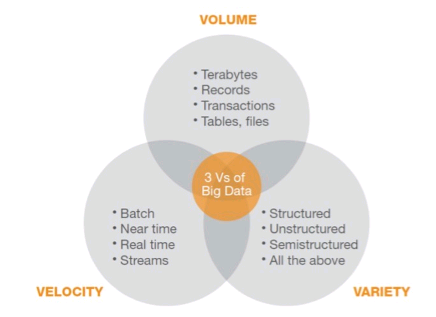 VOLUME
• Terabytes
• Records
• Transactions
• Tables, files
3 Vs of
Big Data
• Batch
• Near time
• Real time
• Streams
• Structured
• Unstructured
• Semistructured
• All the above
VELOCITY
VARIETY